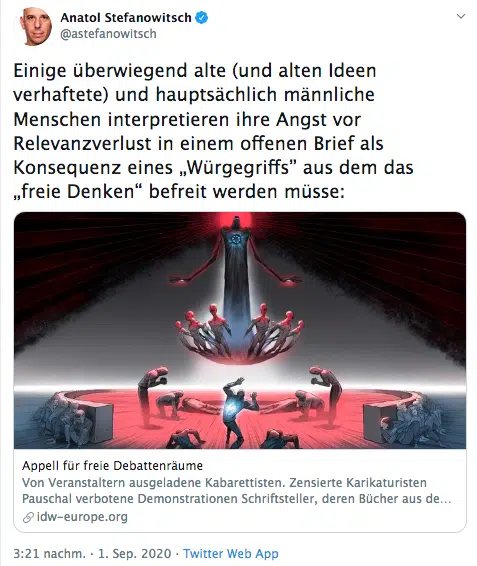 Anatol Stefanowitsch
@astefanowitsch
Einige überwiegend alte (und alten Ideen
verhaftete) und hauptsächlich männliche
Menschen interpretieren ihre Angst vor
Relevanzverlust in einem offenen Brief als
Konsequenz eines „Würgegriffs” aus dem das
„freie Denken“ befreit werden müsse:
Appell für freie Debattenräume
Von Veranstaltern ausgeladene Kabarettisten. Zensierte Karikaturisten
Pauschal verbotene Demonstrationen Schriftsteller, deren Bücher aus de...
idw-europe.org
3:21 nachm. · 1. Sep. 2020 · Twitter Web App